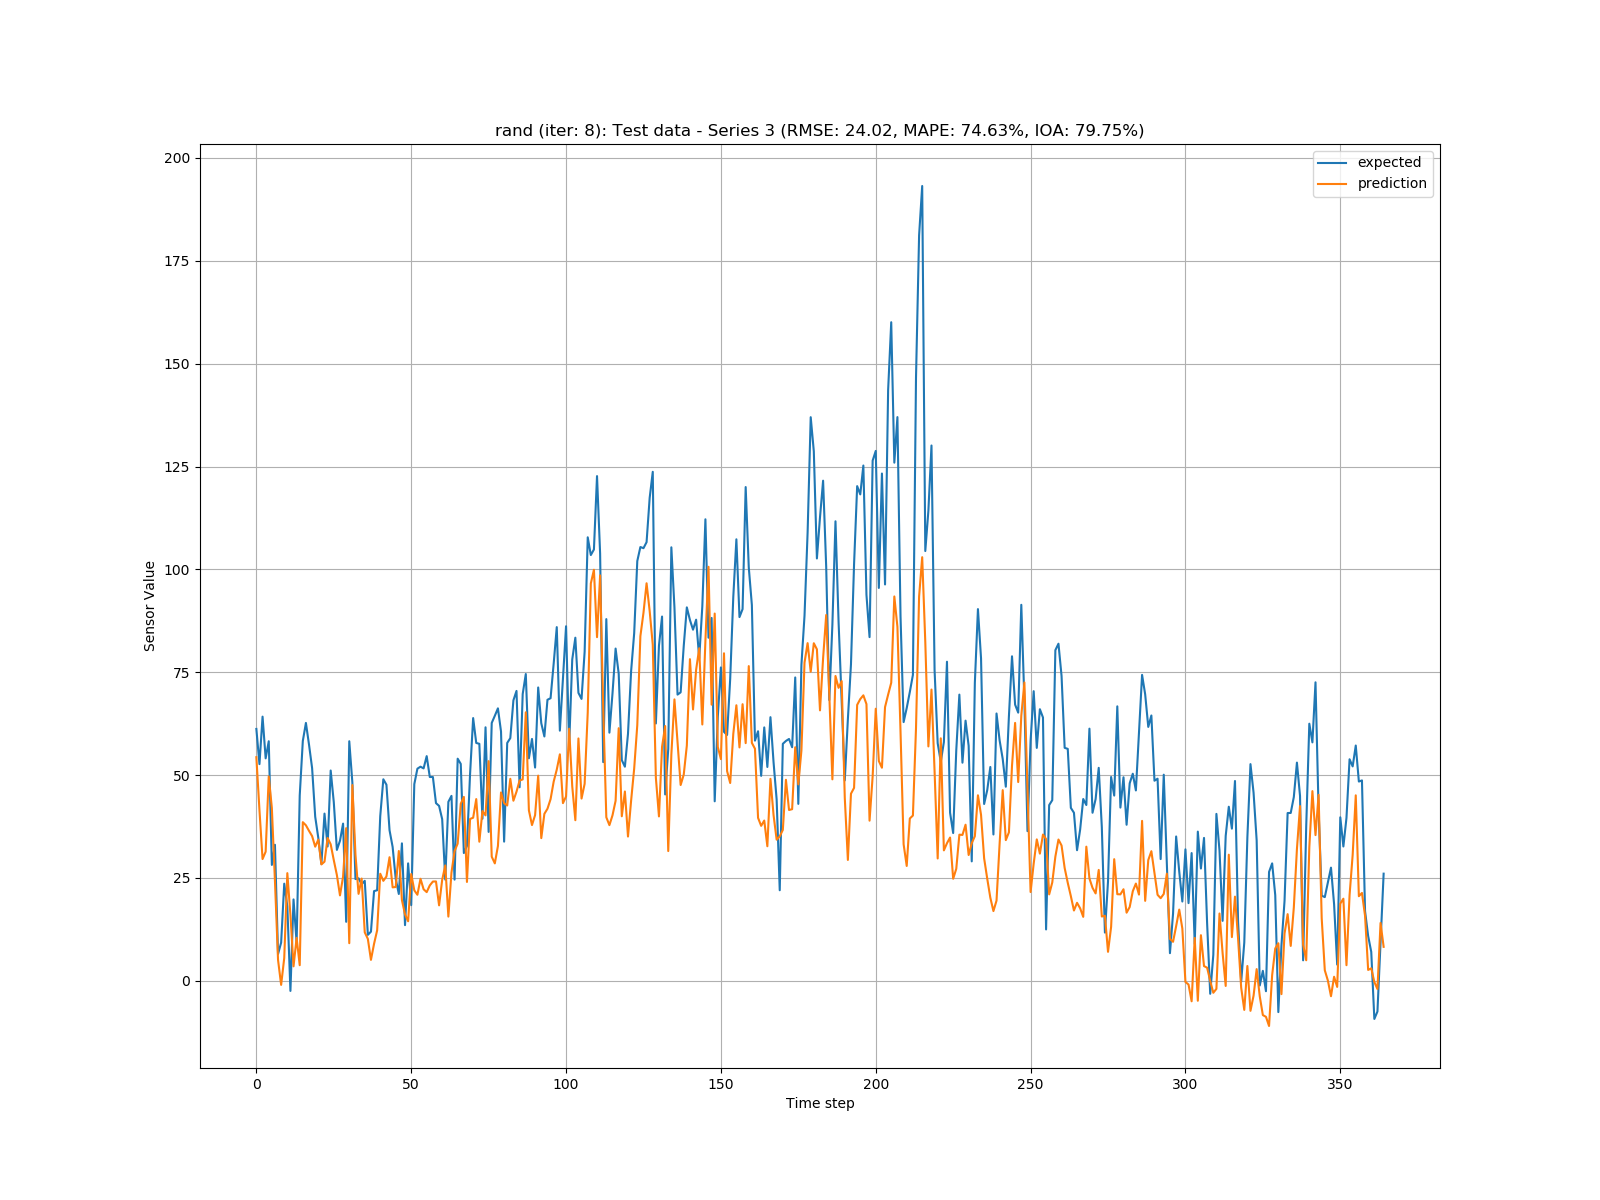 rand (iter: 8): Test data - Series 3 (RMSE: 24.02, MAPE: 74.63%, IOA: 79.75%)
expected
prediction
200
175
150
125
100
75
50
25
0
Sensor Value
0 50 100 150 200 250 300 350
Time step